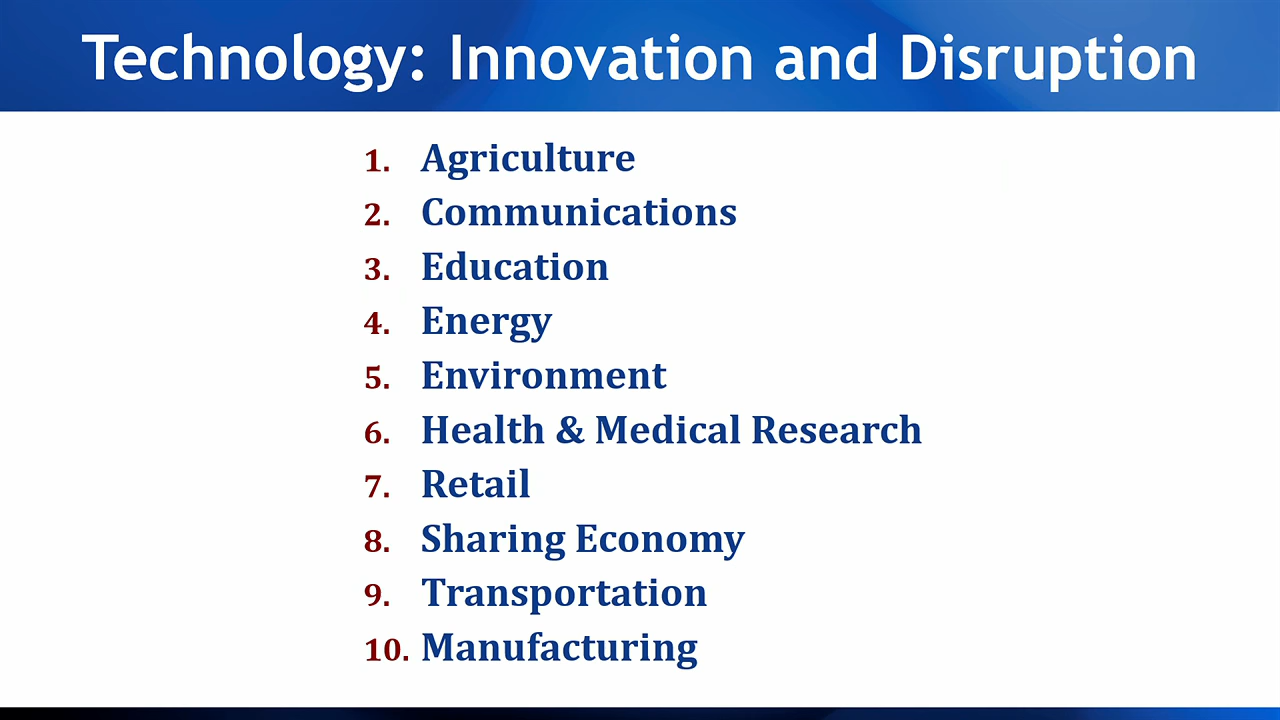 Technology: Innovation and Disruption
1. Agriculture
2. Communications
3. Education
4. Energy
5. Environment
6. Health & Medical Research
7. Retail
8. Sharing Economy
9. Transportation
10. Manufacturing